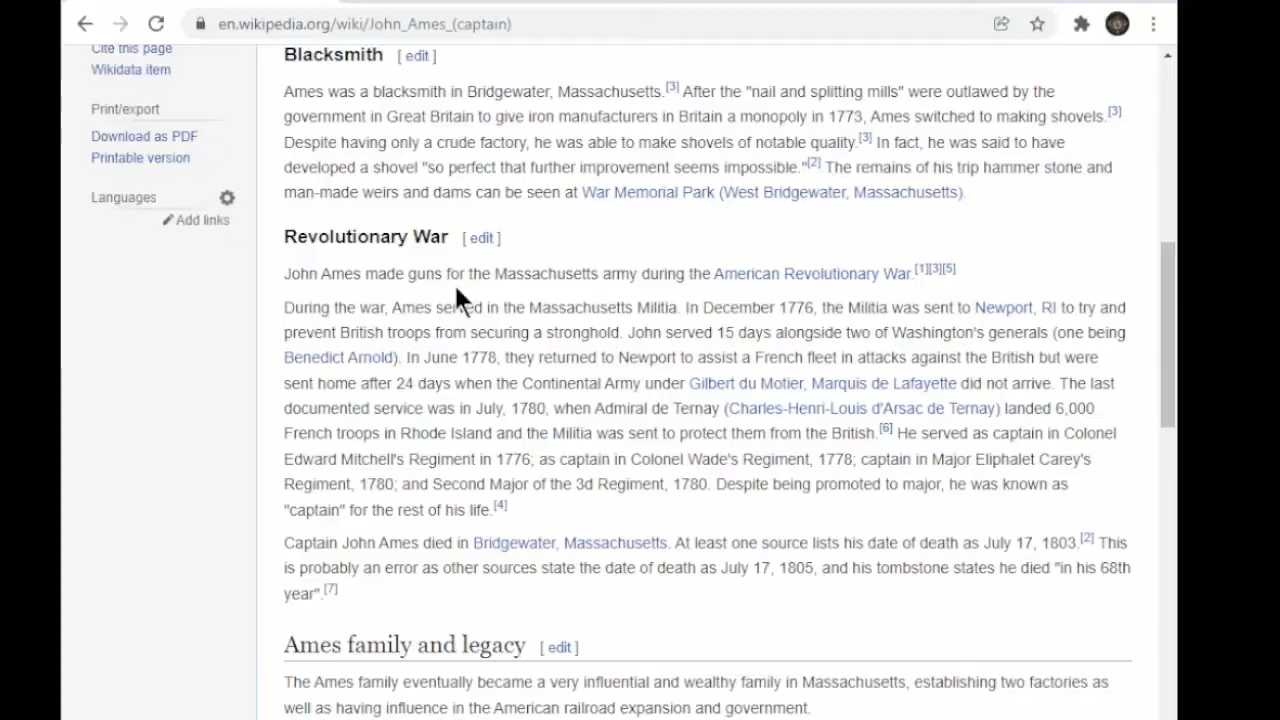 en.wikipedia.org/wiki/John_Ames_(captain)
Cite this page
Wikidata item
Print/export
Download as PDF
Printable version
Languages
Add links
Blacksmith [ edit ]
Ames was a blacksmith in Bridgewater, Massachusetts.[3] After the "nail and splitting mills" were outlawed by the
government in Great Britain to give iron manufacturers in Britain a monopoly in 1773, Ames switched to making shovels.[3]
Despite having only a crude factory, he was able to make shovels of notable quality.[3] In fact, he was said to have
developed a shovel "so perfect that further improvement seems impossible."[2] The remains of his trip hammer stone and
man-made weirs and dams can be seen at War Memorial Park (West Bridgewater, Massachusetts).
Revolutionary War [ edit ]
John Ames made guns for the Massachusetts army during the American Revolutionary War.[1][3][5]
During the war, Ames served in the Massachusetts Militia. In December 1776, the Militia was sent to Newport, RI to try and
prevent British troops from securing a stronghold. John served 15 days alongside two of Washington's generals (one being
Benedict Arnold). In June 1778, they returned to Newport to assist a French fleet in attacks against the British but were
sent home after 24 days when the Continental Army under Gilbert du Motier, Marquis de Lafayette did not arrive. The last
documented service was in July, 1780, when Admiral de Ternay (Charles-Henri-Louis d'Arsac de Ternay) landed 6,000
French troops in Rhode Island and the Militia was sent to protect them from the British.[6] He served as captain in Colonel
Edward Mitchell's Regiment in 1776; as captain in Colonel Wade's Regiment, 1778; captain in Major Eliphalet Carey's
Regiment, 1780; and Second Major of the 3d Regiment, 1780. Despite being promoted to major, he was known as
"captain" for the rest of his life.[4]
Captain John Ames died in Bridgewater, Massachusetts. At least one source lists his date of death as July 17, 1803.[2] This
is probably an error as other sources state the date of death as July 17, 1805, and his tombstone states he died "in his 68th
year".[7]
Ames family and legacy [ edit ]
The Ames family eventually became a very influential and wealthy family in Massachusetts, establishing two factories as
well as having influence in the American railroad expansion and government.